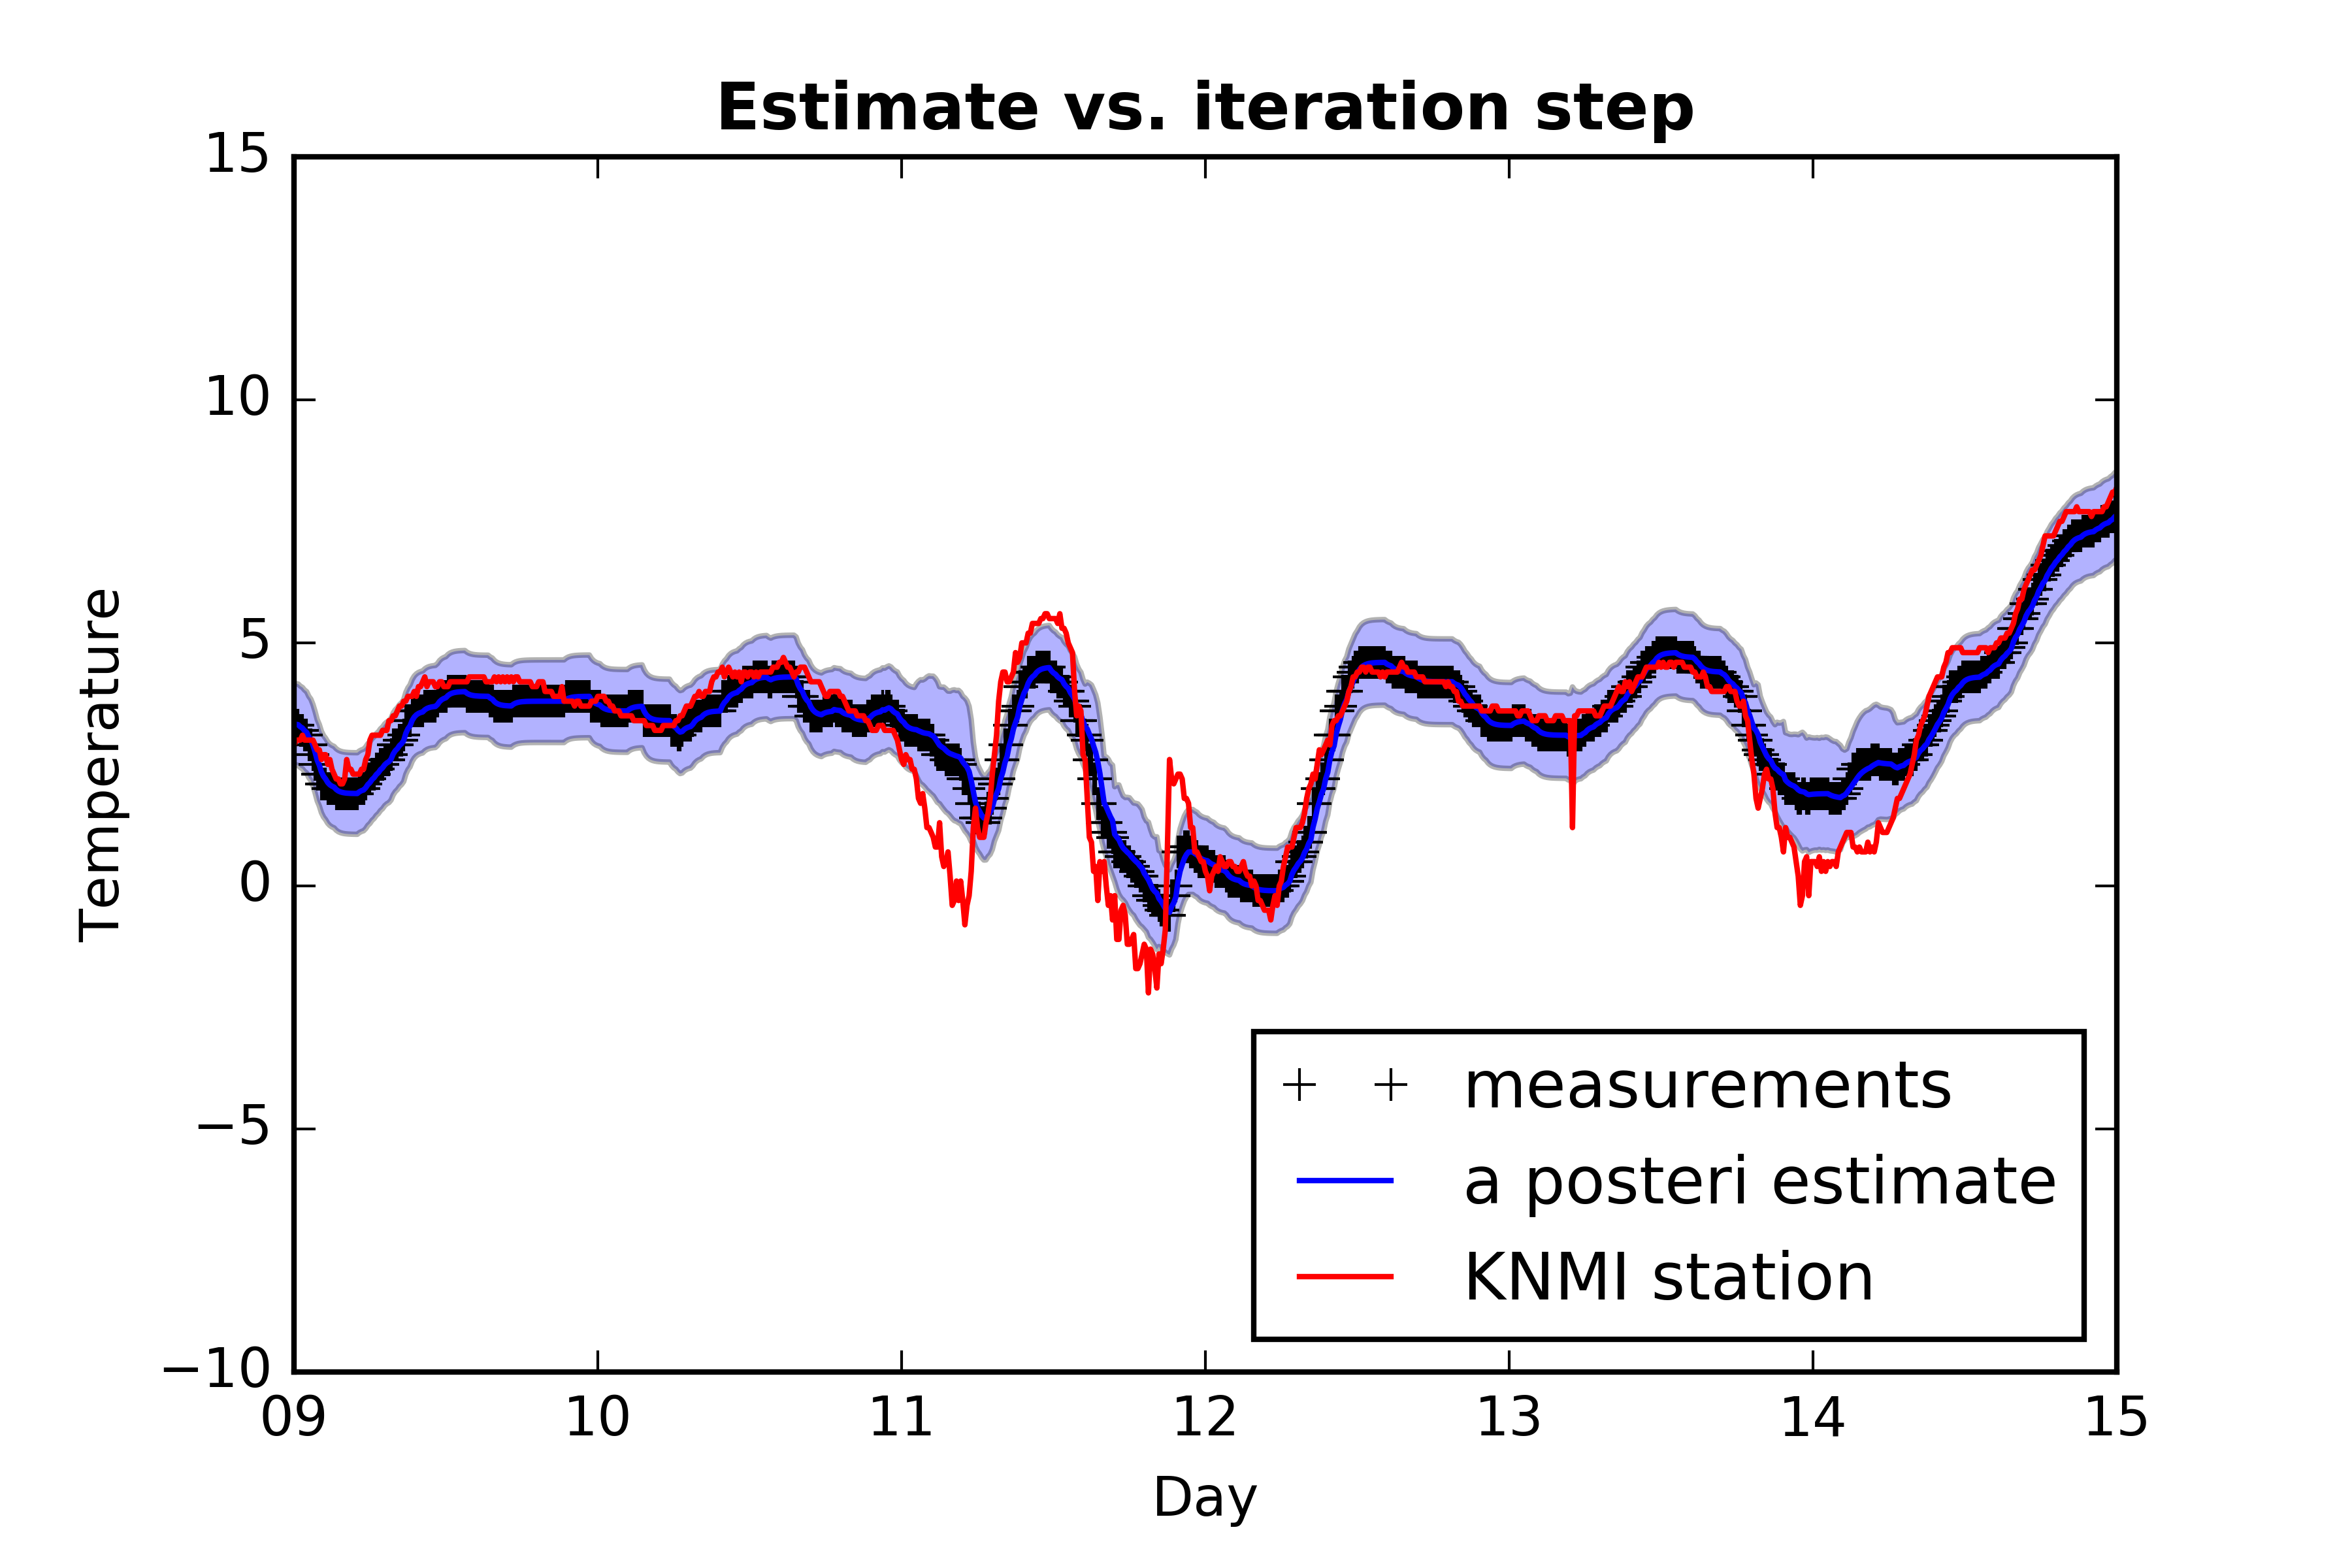 Estimate vs. iteration step
15
10
5
0
−5
−10
Temperature
measurements
a posteri estimate
KNMI station
09 10 11 12 13 14 15
Day